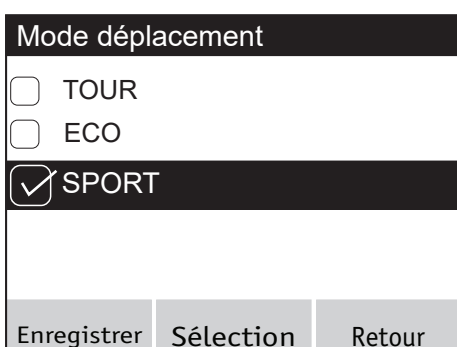 Mode déplacement
TOUR
ECO
SPORT
Enregistrer Sélection Retour